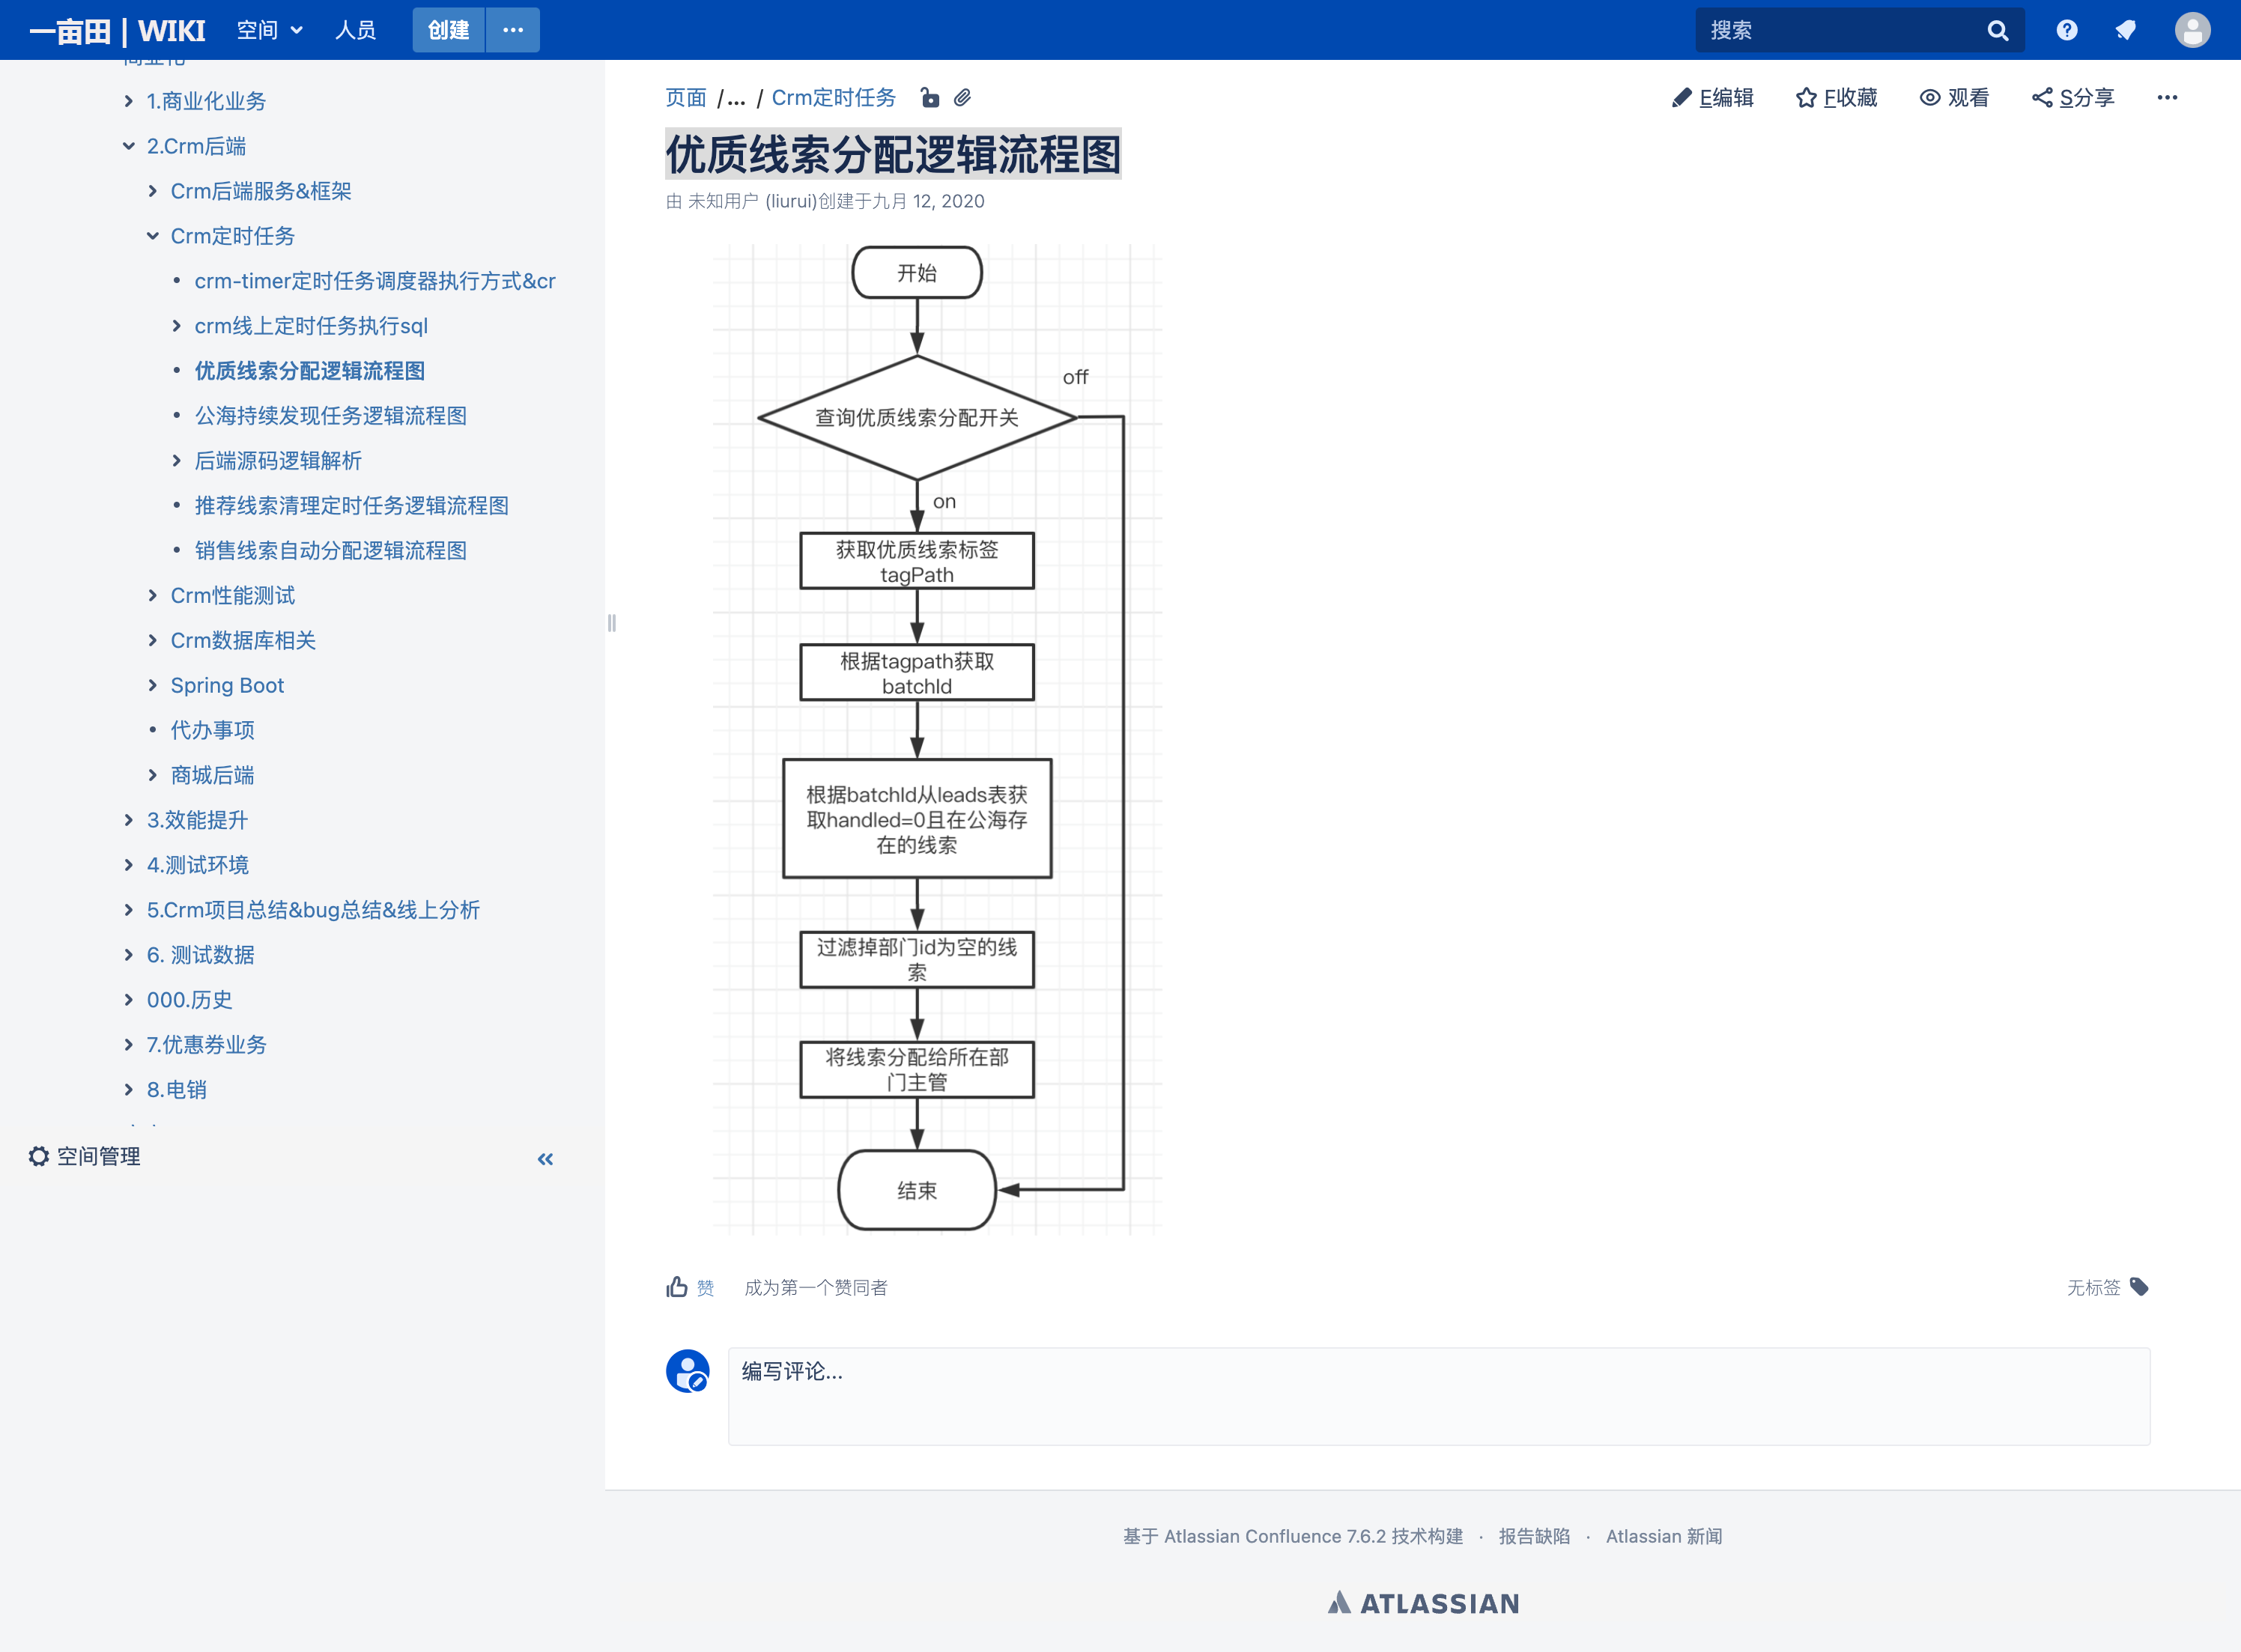 一亩田 | WIKI
空间
人员
创建
搜索
1.商业化业务
2.Crm后端
Crm后端服务&框架
Crm定时任务
crm-timer定时任务调度器执行方式&cr
crm线上定时任务执行sql
优质线索分配逻辑流程图
公海持续发现任务逻辑流程图
后端源码逻辑解析
推荐线索清理定时任务逻辑流程图
销售线索自动分配逻辑流程图
Crm性能测试
Crm数据库相关
Spring Boot
代办事项
商城后端
3.效能提升
4.测试环境
5.Crm项目总结&bug总结&线上分析
6. 测试数据
000.历史
7.优惠券业务
8.电销
空间管理
页面 /... / Crm定时任务
E编辑
F收藏
观看
S分享
优质线索分配逻辑流程图
由 未知用户 (liurui)创建于九月 12, 2020
开始
off
查询优质线索分配开关
on
获取优质线索标签
tagPath
根据tagpath获取
batchId
根据batchId从leads表获
取handled=0且在公海存
在的线索
过滤掉部门id为空的线
索
将线索分配给所在部
门主管
结束
赞
成为第一个赞同者
无标签
编写评论...
基于 Atlassian Confluence 7.6.2 技术构建 · 报告缺陷 · Atlassian 新闻
ATLASSIAN